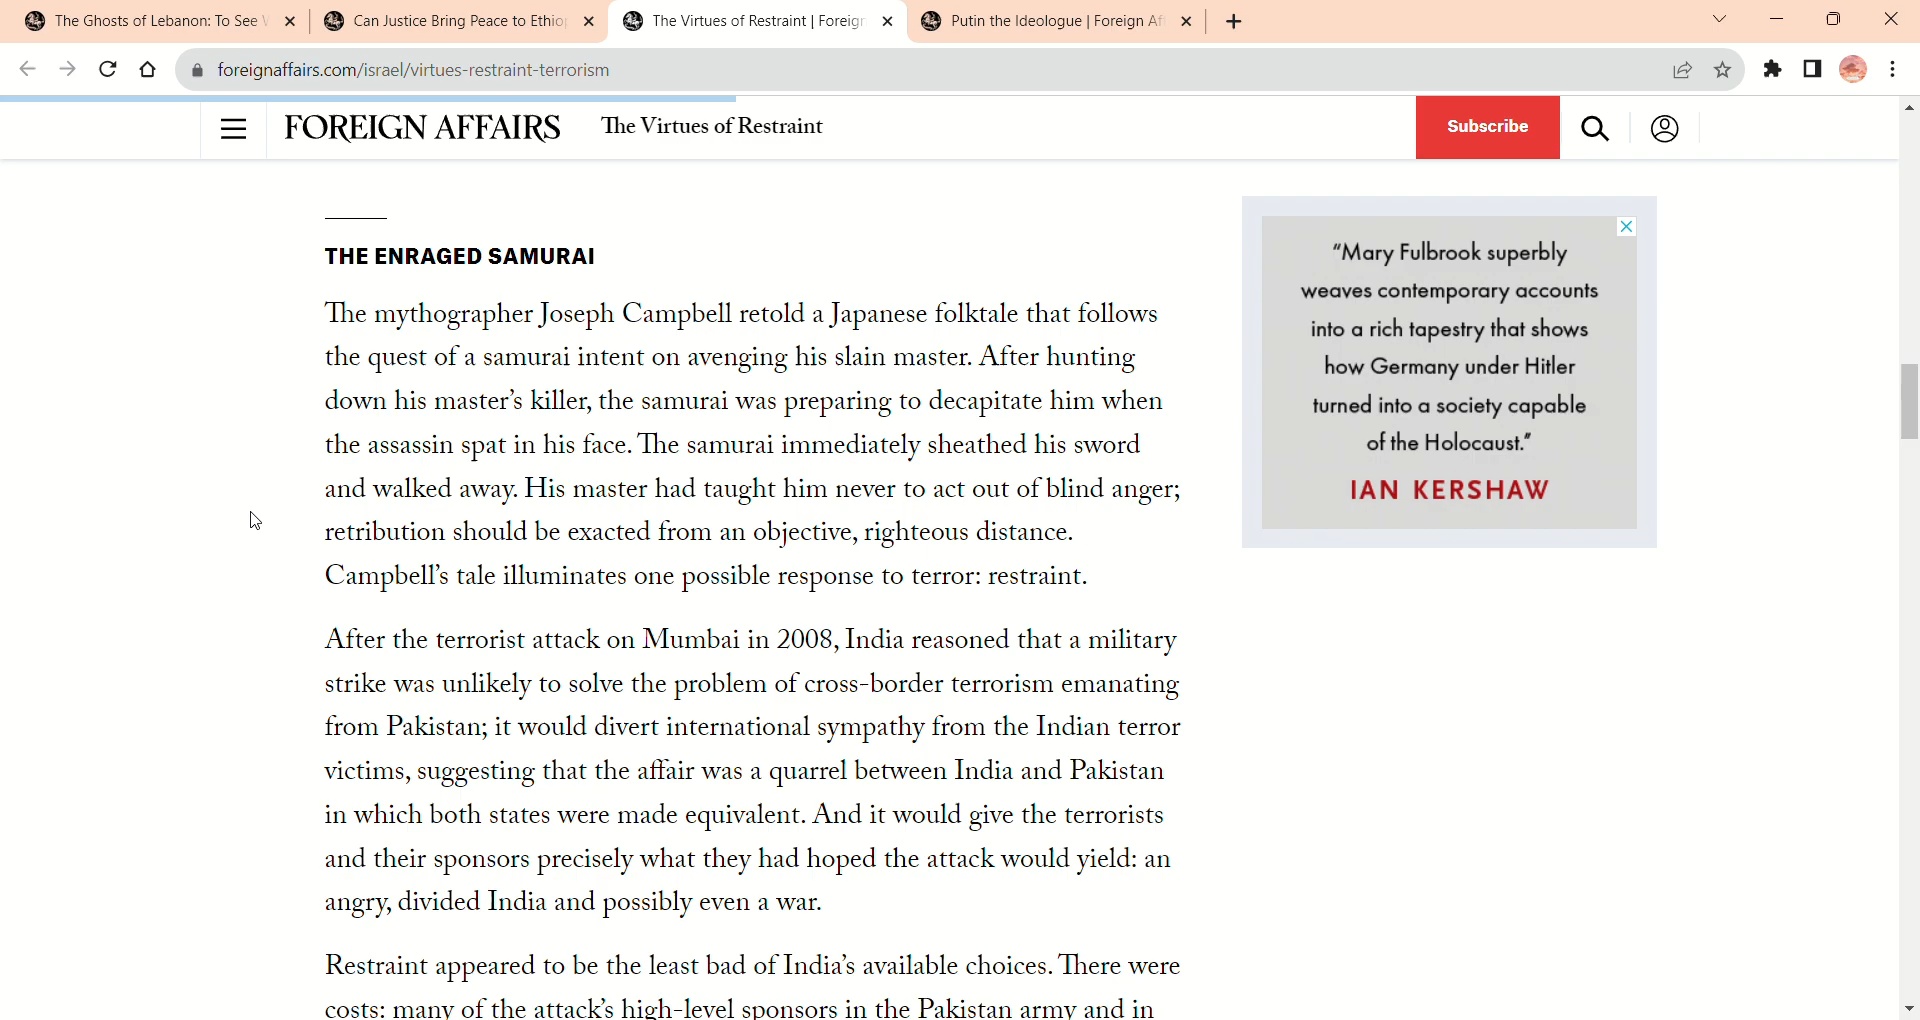 The Ghosts of Lebanon: To See
Can Justice Bring Peace to Ethio
The Virtues of Restraint | Foreign
Putin the Ideologue | Foreign Af
foreignaffairs.com/israel/virtues-restraint-terrorism
FOREIGN AFFAIRS
The Virtues of Restraint
Subscribe
THE ENRAGED SAMURAI
The mythographer Joseph Campbell retold a Japanese folktale that follows
the quest of a samurai intent on avenging his slain master. After hunting
down his master’s killer, the samurai was preparing to decapitate him when
the assassin spat in his face. The samurai immediately sheathed his sword
and walked away. His master had taught him never to act out of blind anger;
retribution should be exacted from an objective, righteous distance.
Campbell’s tale illuminates one possible response to terror: restraint.
After the terrorist attack on Mumbai in 2008, India reasoned that a military
strike was unlikely to solve the problem of cross-border terrorism emanating
from Pakistan; it would divert international sympathy from the Indian terror
victims, suggesting that the affair was a quarrel between India and Pakistan
in which both states were made equivalent. And it would give the terrorists
and their sponsors precisely what they had hoped the attack would yield: an
angry, divided India and possibly even a war.
Restraint appeared to be the least bad of India’s available choices. There were
costs: many of the attack’s high-level sponsors in the Pakistan army and in
“Mary Fulbrook superbly
weaves contemporary accounts
into a rich tapestry that shows
how Germany under Hitler
turned into a society capable
of the Holocaust.”
IAN KERSHAW